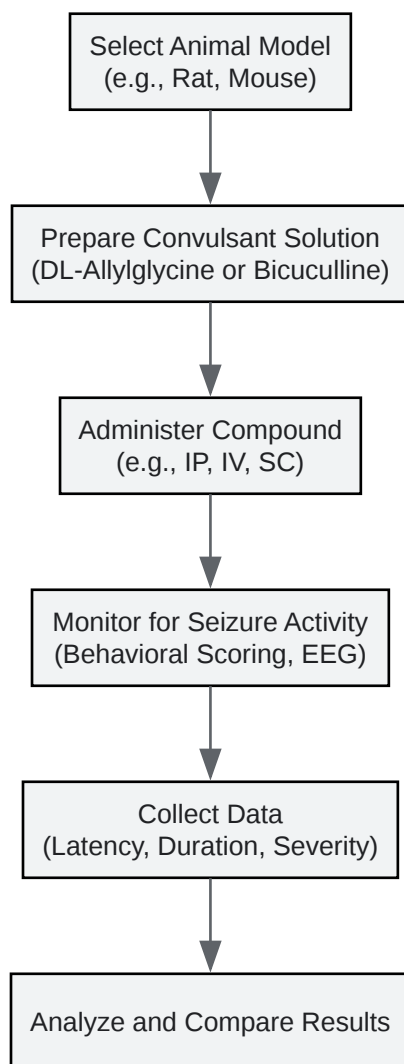 Select Animal Model
(e.g., Rat, Mouse)
Prepare Convulsant Solution
(DL-Allylglycine or Bicuculline)
Administer Compound
(e.g., IP, IV, SC)
Monitor for Seizure Activity
(Behavioral Scoring, EEG)
Collect Data
(Latency, Duration, Severity)
Analyze and Compare Results